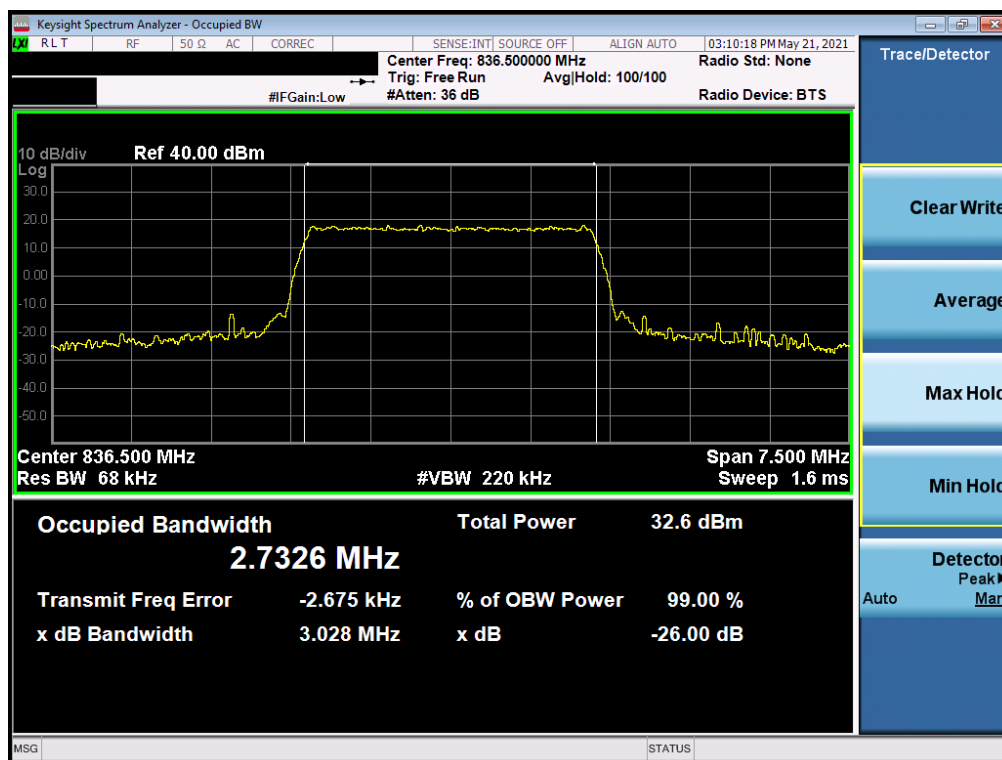 Keysight Spectrum Analyzer - Occupied BW
LXI RLT RF 50 Ω AC CORREC SENSE:INT SOURCE OFF ALIGN AUTO 03:10:18 PM May 21, 2021
Center Freq: 836.500000 MHz Radio Std: None
Trig: Free Run Avg|Hold: 100/100
#IFGain:Low #Atten: 36 dB Radio Device: BTS
10 dB/div Ref 40.00 dBm
Log
30.0
20.0
10.0
0.00
-10.0
-20.0
-30.0
-40.0
-50.0
Center 836.500 MHz Span 7.500 MHz
Res BW 68 kHz #VBW 220 kHz Sweep 1.6 ms
Occupied Bandwidth Total Power 32.6 dBm
2.7326 MHz
Transmit Freq Error -2.675 kHz % of OBW Power 99.00 %
x dB Bandwidth 3.028 MHz x dB -26.00 dB
Trace/Detector
Clear Write
Average
Max Hold
Min Hold
Detector
Peak
Auto Man
MSG STATUS